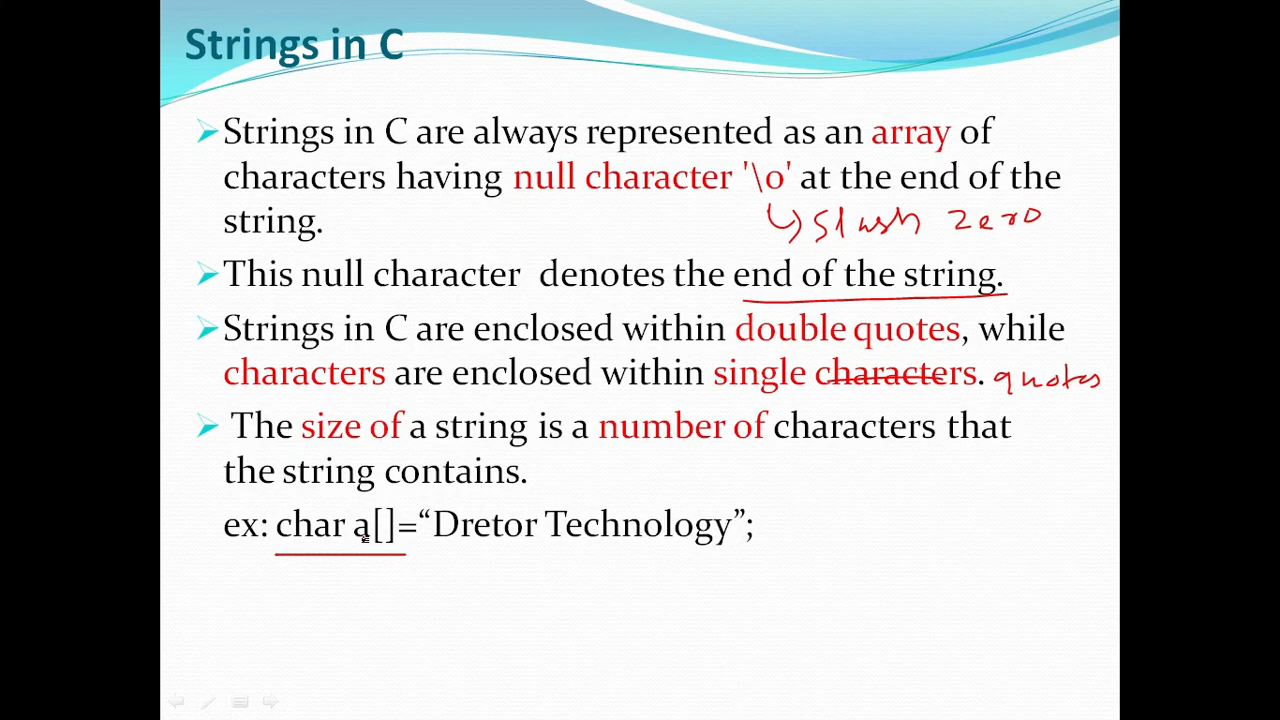 Strings in C
Strings in C are always represented as an array of
characters having null character '\0' at the end of the
string.
slash zero
This null character denotes the end of the string.
Strings in C are enclosed within double quotes, while
characters are enclosed within single characters. quotes
The size of a string is a number of characters that
the string contains.
ex: char a[]=“Dretor Technology”;